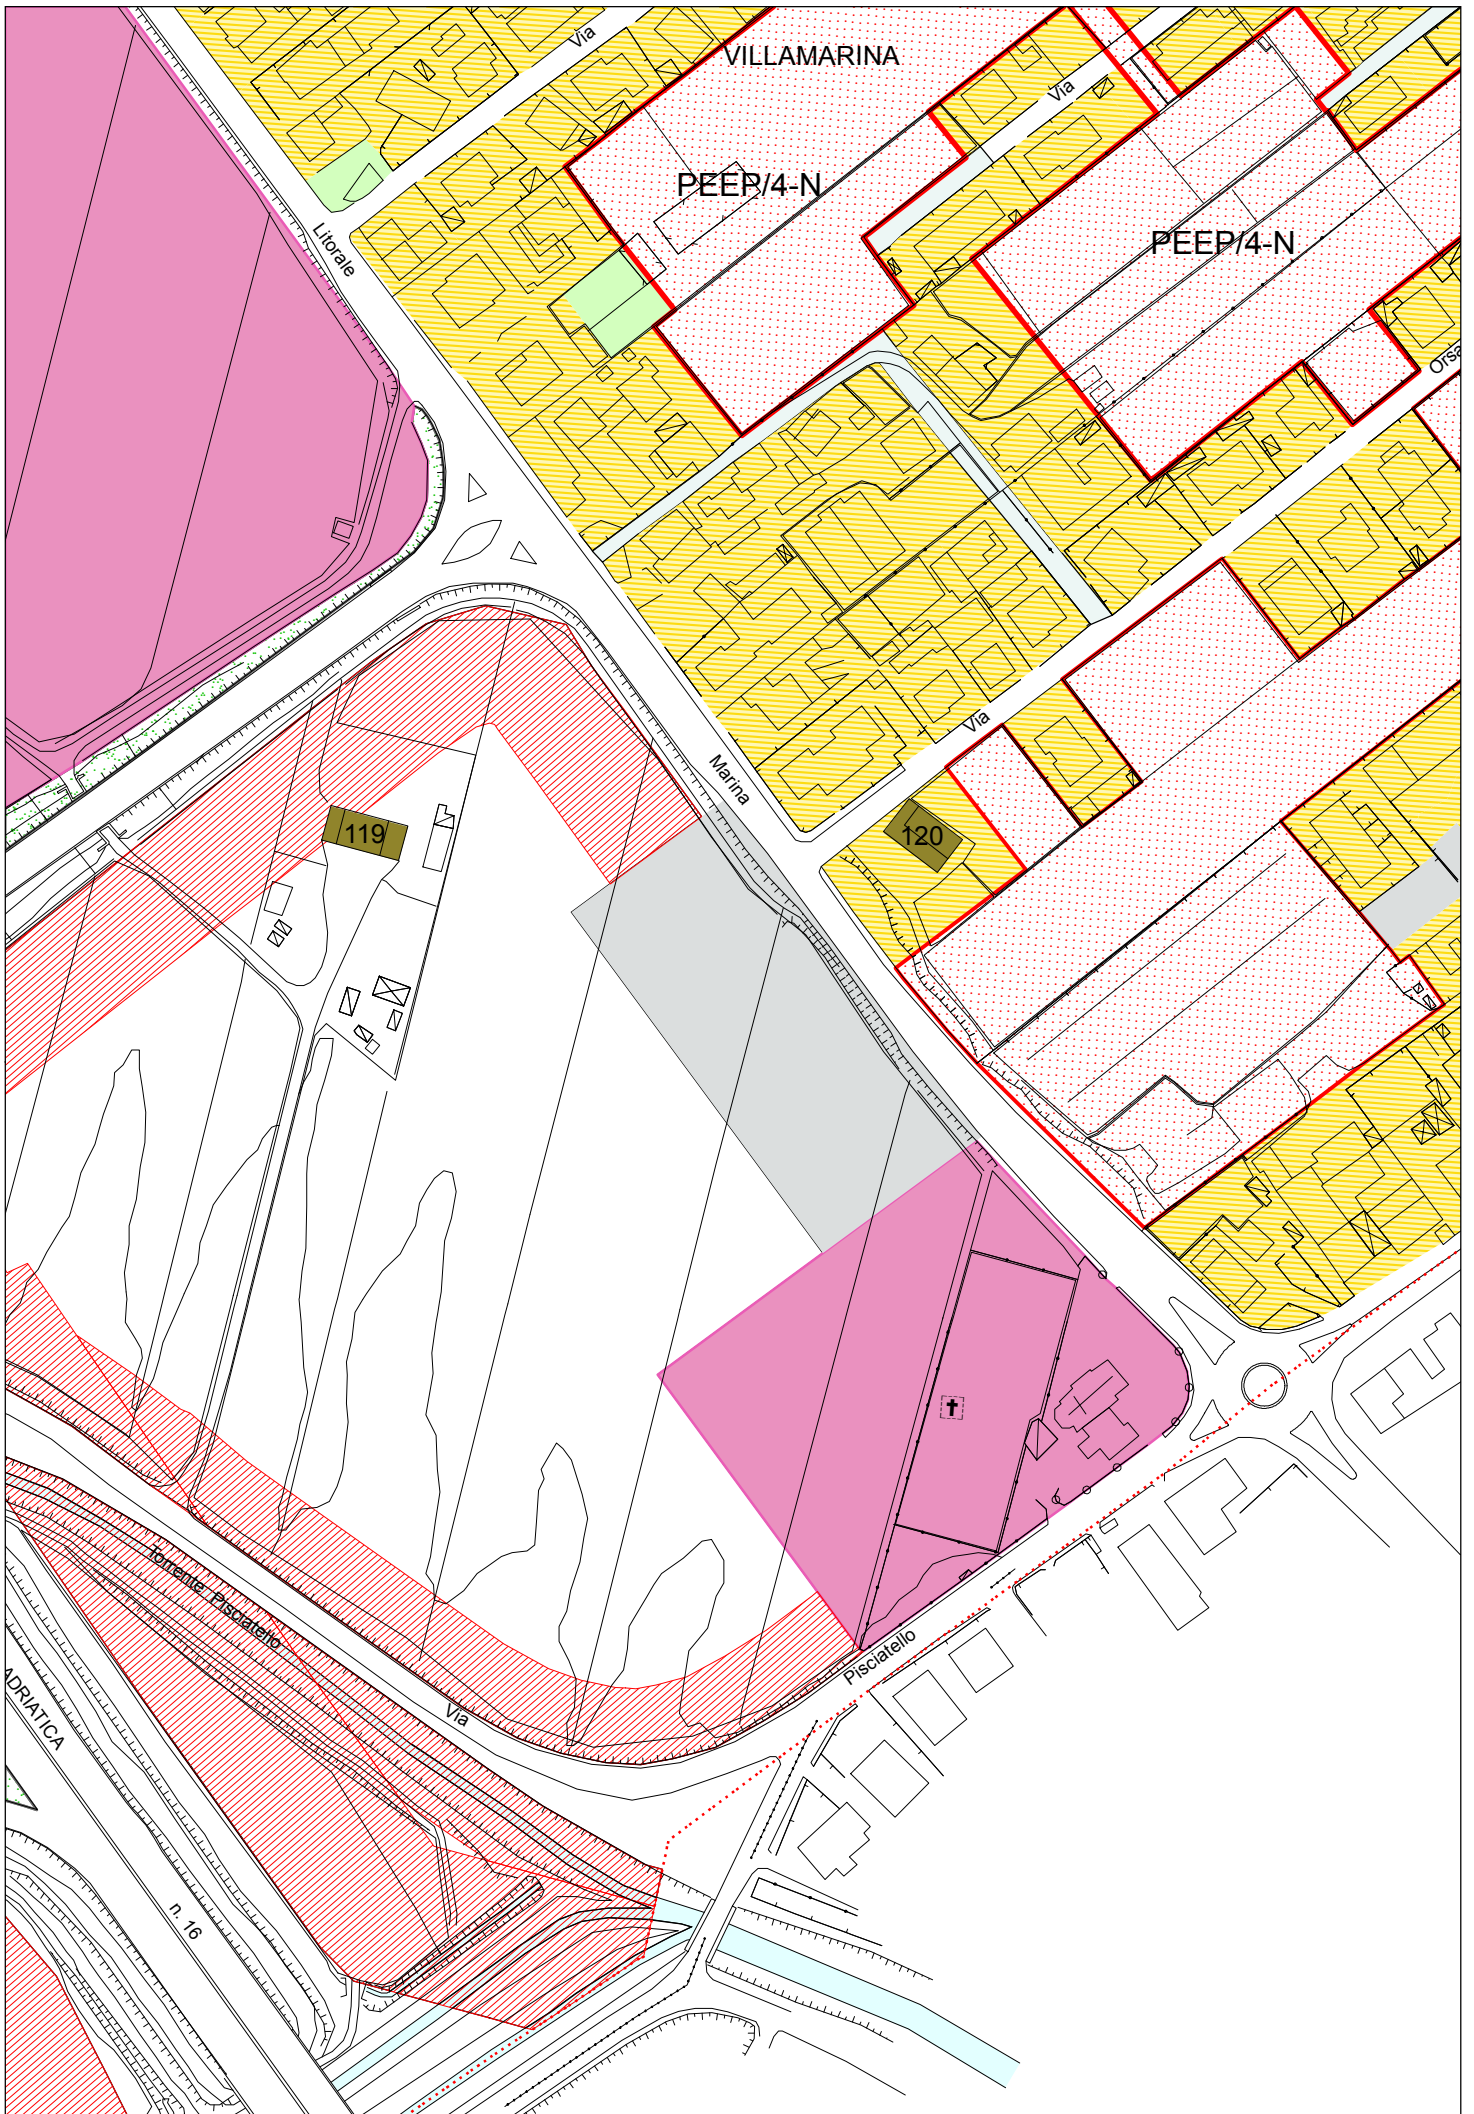 Via
VILLAMARINA
Via
PEEP/4-N
PEEP/4-N
Litorale
Orsa
Via
Marina
119
120
Torrente Pisciatello
Pisciatello
Via
ADRIATICA
n. 16